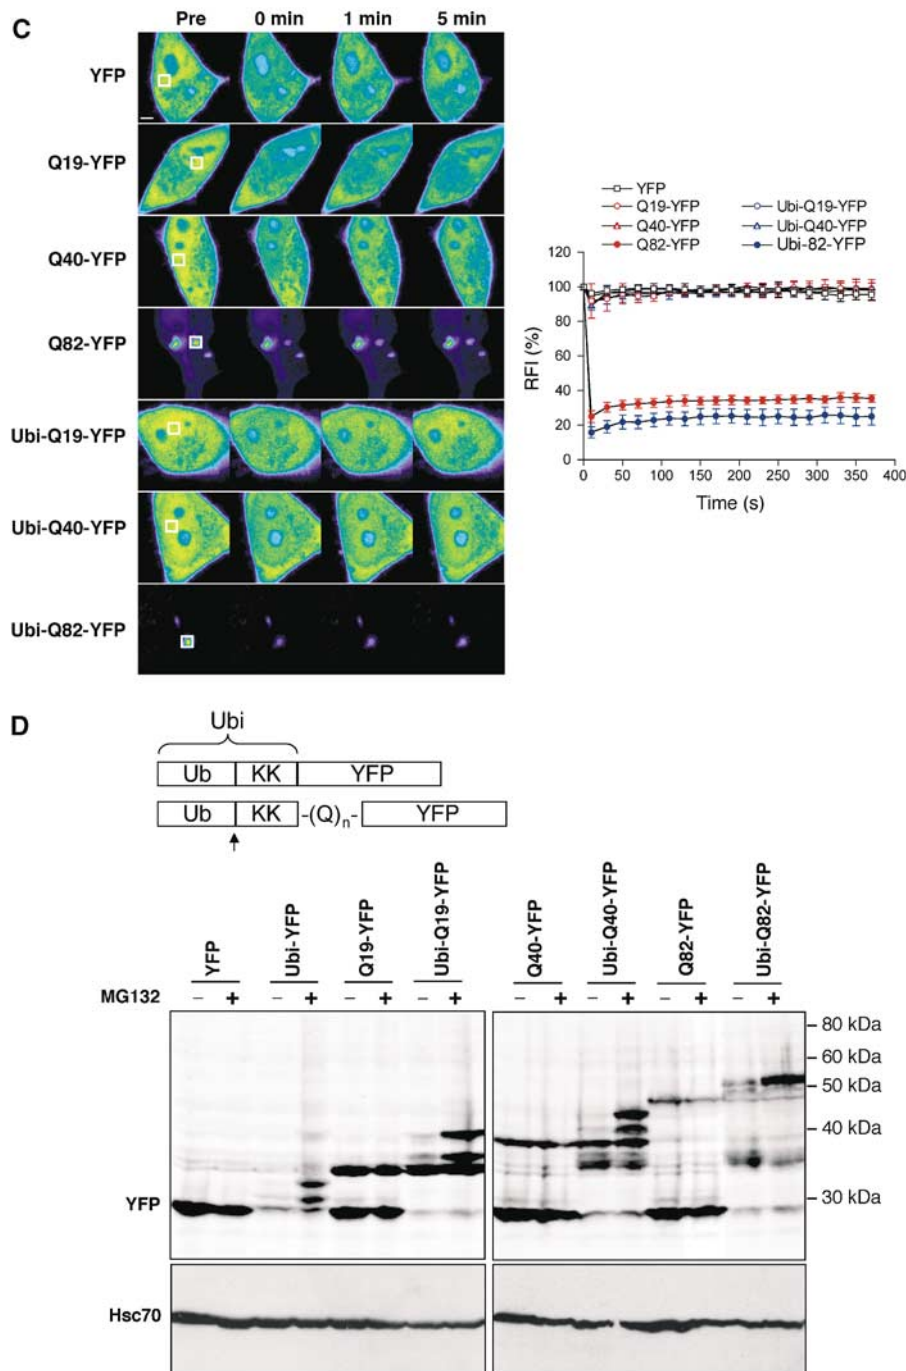 C
Pre 0 min 1 min 5 min
YFP
Q19-YFP
Q40-YFP
Q82-YFP
Ubi-Q19-YFP
Ubi-Q40-YFP
Ubi-Q82-YFP
YFP
Q19-YFP Ubi-Q19-YFP
Q40-YFP Ubi-Q40-YFP
Q82-YFP Ubi-82-YFP
RFI (%)
120
100
80
60
40
20
0
0 50 100 150 200 250 300 350 400
Time (s)
D
Ubi
Ub KK YFP
Ub KK -(Q)n- YFP
YFP Ubi-YFP Q19-YFP Ubi-Q19-YFP Q40-YFP Ubi-Q40-YFP Q82-YFP Ubi-Q82-YFP
MG132 – + – + – + – + – + – + – + – +
80 kDa
60 kDa
50 kDa
40 kDa
30 kDa
YFP
Hsc70